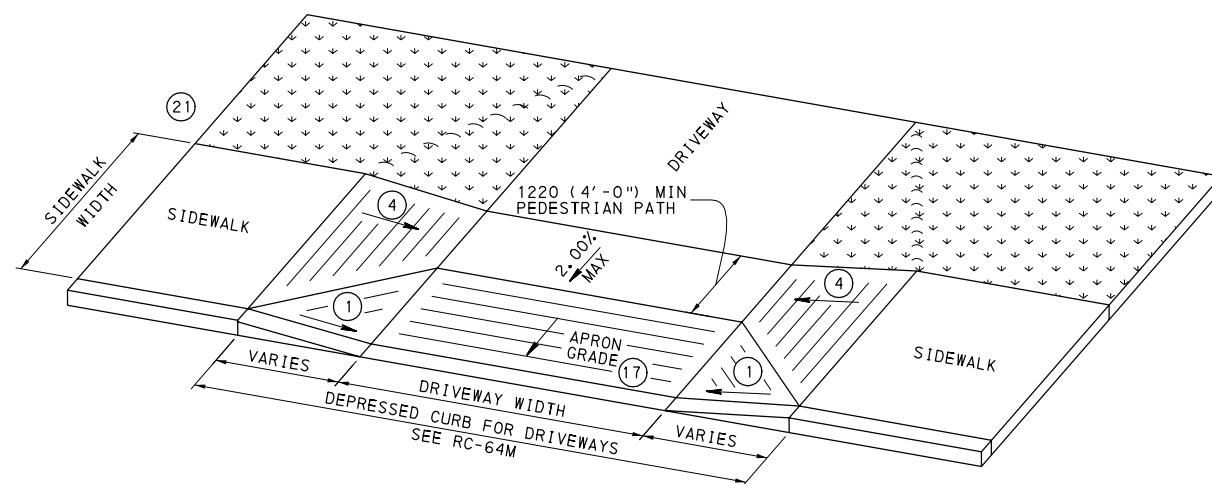 21
DRIVEWAY
SIDEWALK
WIDTH
1220 (4'-0") MIN
PEDESTRIAN PATH
4
SIDEWALK
2.00%
MAX
4
1
APRON
GRADE
17
1
SIDEWALK
VARIES
DRIVEWAY WIDTH
VARIES
DEPRESSED CURB FOR DRIVEWAYS
SEE RC-64M